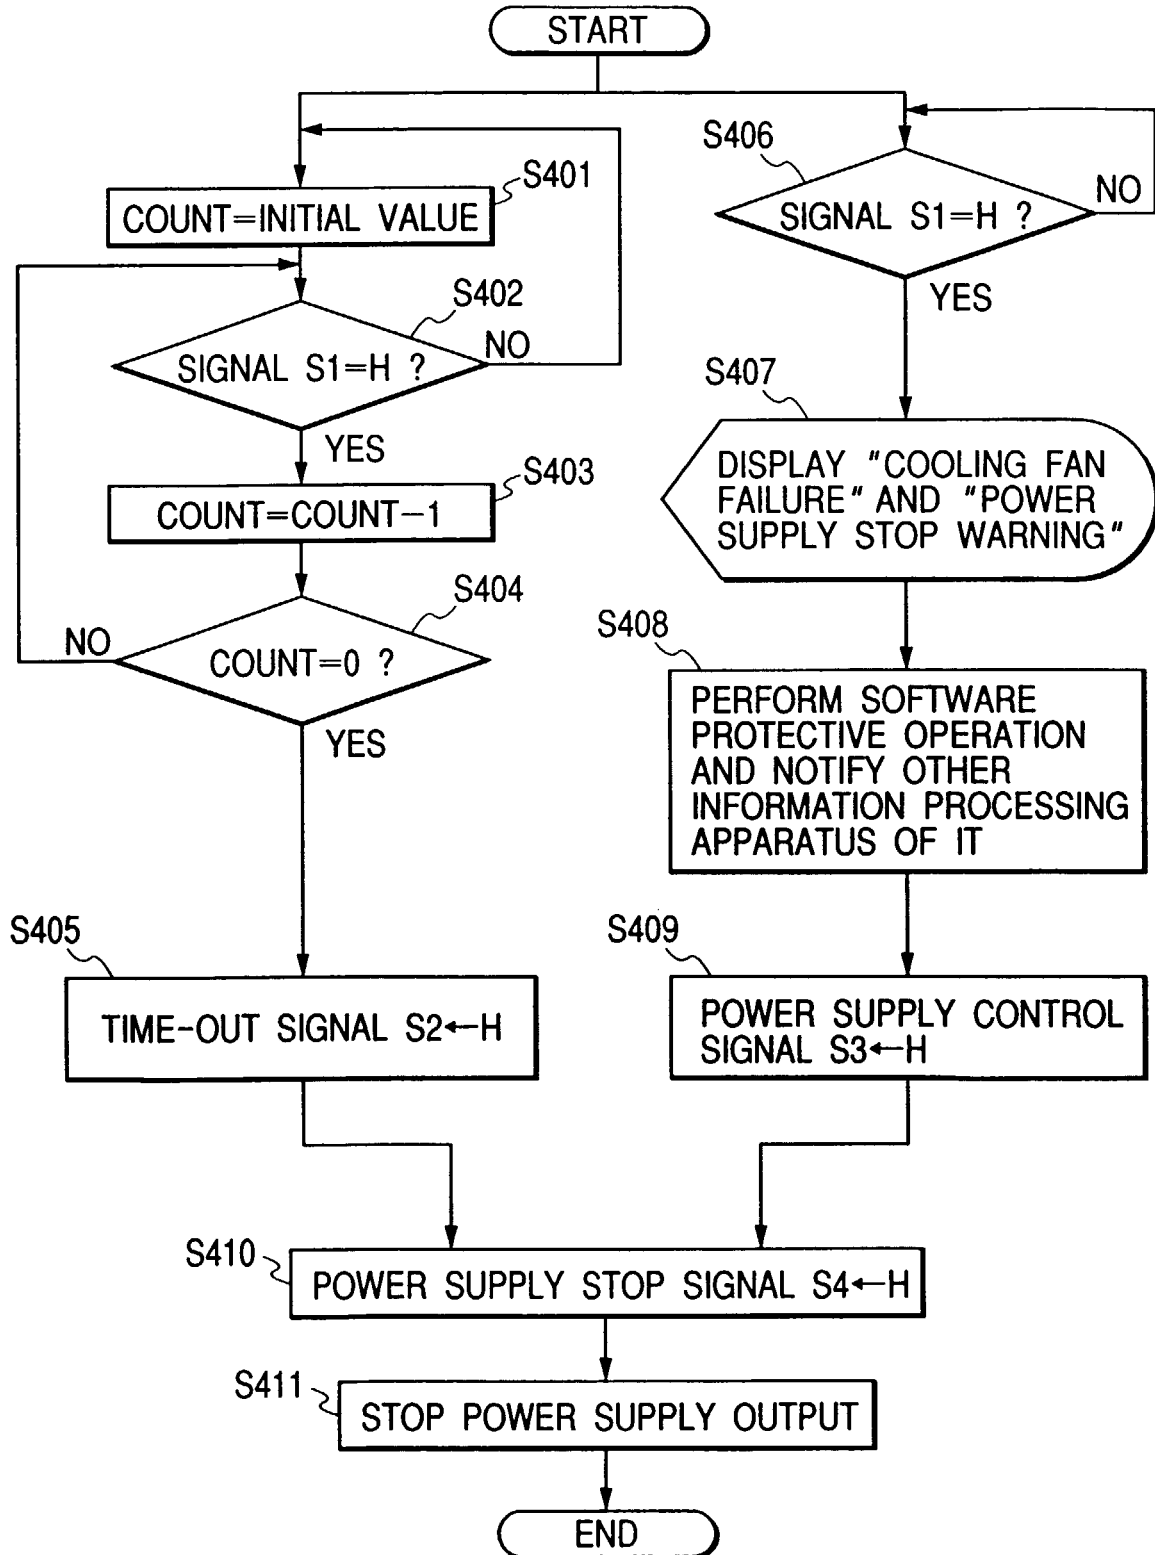 START
S401
COUNT=INITIAL VALUE
S402
SIGNAL S1=H ?
NO
YES
S403
COUNT=COUNT-1
S404
NO
COUNT=0 ?
YES
S405
TIME-OUT SIGNAL S2←H
S406
SIGNAL S1=H ?
NO
YES
S407
DISPLAY "COOLING FAN
FAILURE" AND "POWER
SUPPLY STOP WARNING"
S408
PERFORM SOFTWARE
PROTECTIVE OPERATION
AND NOTIFY OTHER
INFORMATION PROCESSING
APPARATUS OF IT
S409
POWER SUPPLY CONTROL
SIGNAL S3←H
S410
POWER SUPPLY STOP SIGNAL S4←H
S411
STOP POWER SUPPLY OUTPUT
END